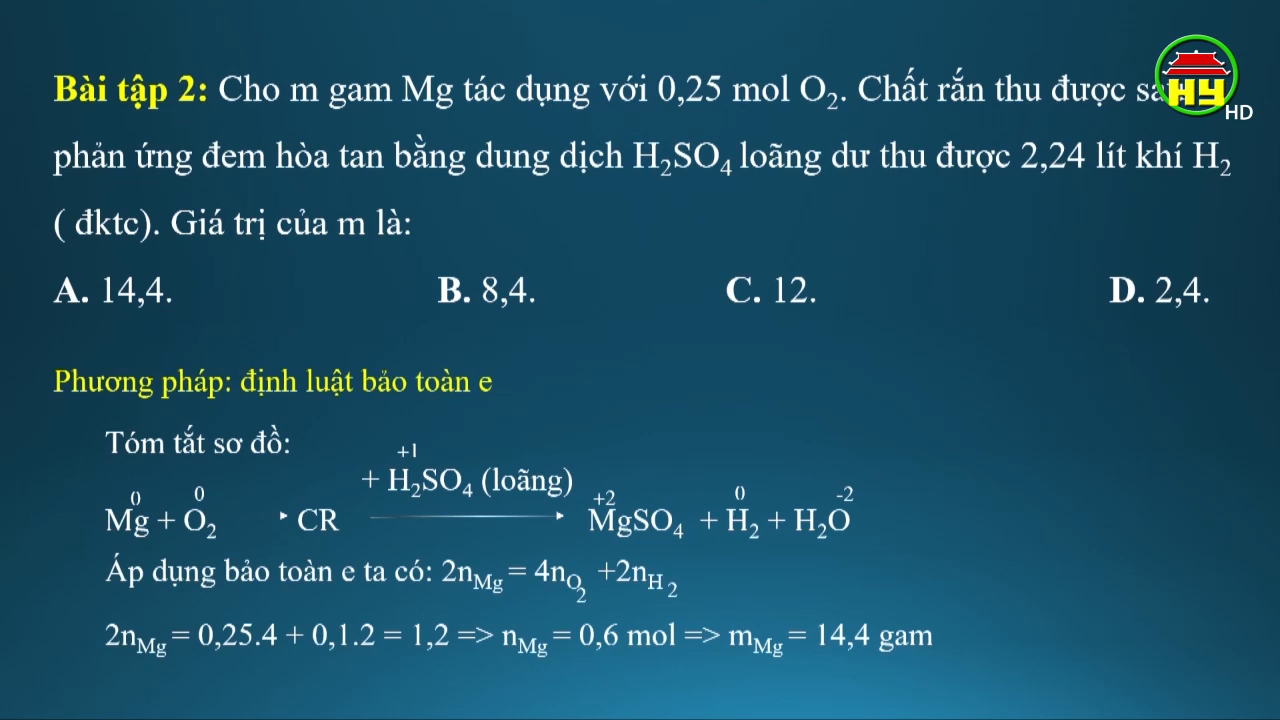 Bài tập 2: Cho m gam Mg tác dụng với 0,25 mol O₂. Chất rắn thu được
phản ứng đem hòa tan bằng dung dịch H₂SO₄ loãng dư thu được 2,24 lít khí H₂
( đktc). Giá trị của m là:
A. 14,4. B. 8,4. C. 12. D. 2,4.
Phương pháp: định luật bảo toàn e
Tóm tắt sơ đồ:
+1
+ H₂SO₄ (loãng)
0 0 +2 0 -2
Mg + O₂ CR MgSO₄ + H₂ + H₂O
Áp dụng bảo toàn e ta có: 2nMg = 4nO₂ +2nH₂
2nMg = 0,25.4 + 0,1.2 = 1,2 => nMg = 0,6 mol => mMg = 14,4 gam
HY
HD